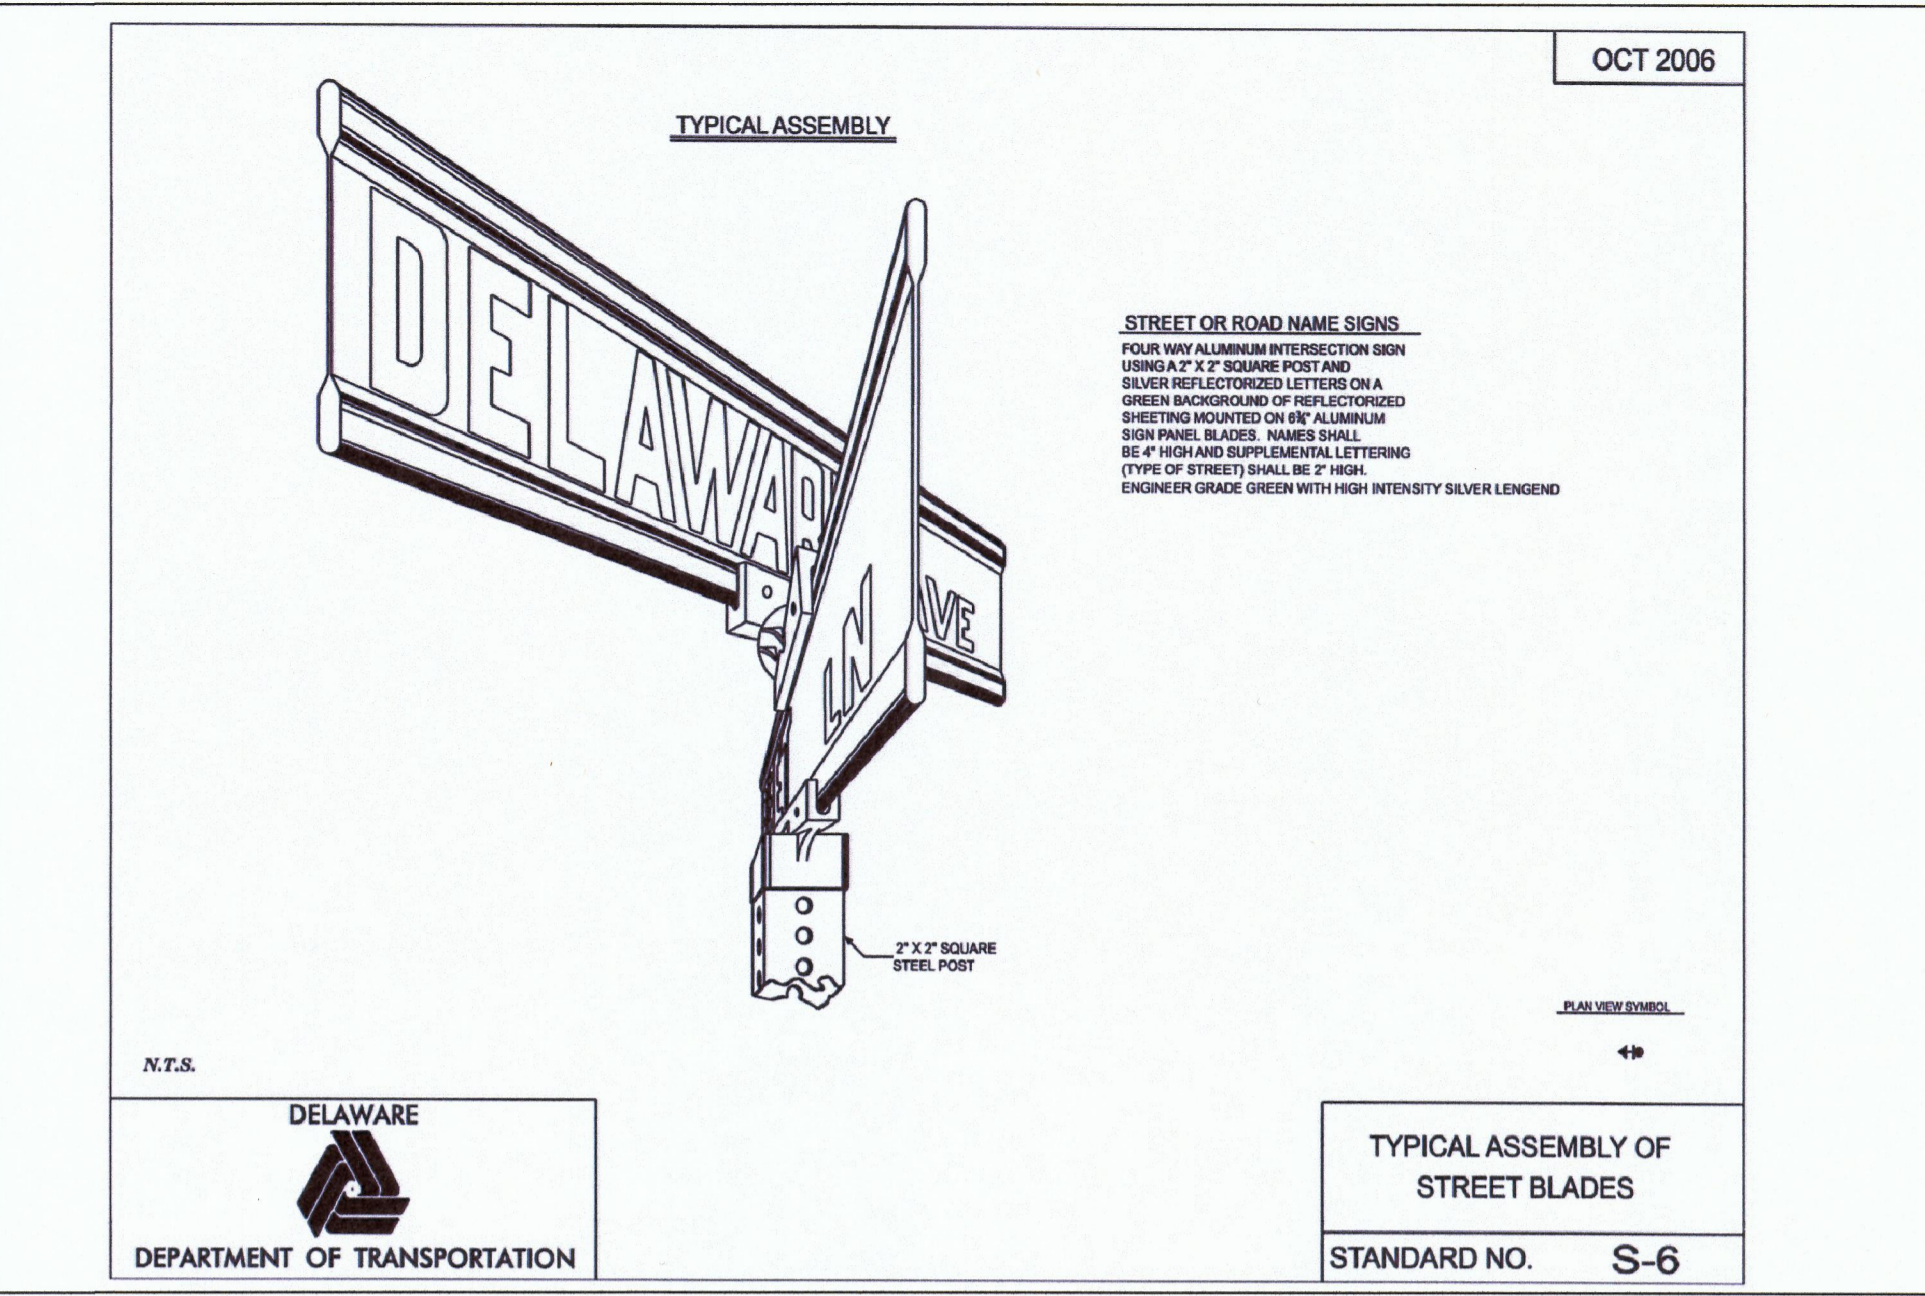 OCT 2006
TYPICAL ASSEMBLY
DELAWAR
AVE
LN
STREET OR ROAD NAME SIGNS
FOUR WAY ALUMINUM INTERSECTION SIGN
USING A 2" X 2" SQUARE POST AND
SILVER REFLECTORIZED LETTERS ON A
GREEN BACKGROUND OF REFLECTORIZED
SHEETING MOUNTED ON ALUMINUM
SIGN PANEL BLADES. NAMES SHALL
BE 4" HIGH AND SUPPLEMENTAL LETTERING
(TYPE OF STREET) SHALL BE 2" HIGH.
ENGINEER GRADE GREEN WITH HIGH INTENSITY SILVER LENGEND
2" X 2" SQUARE
STEEL POST
PLAN VIEW SYMBOL
N.T.S.
DELAWARE
DEPARTMENT OF TRANSPORTATION
TYPICAL ASSEMBLY OF
STREET BLADES
STANDARD NO. S-6